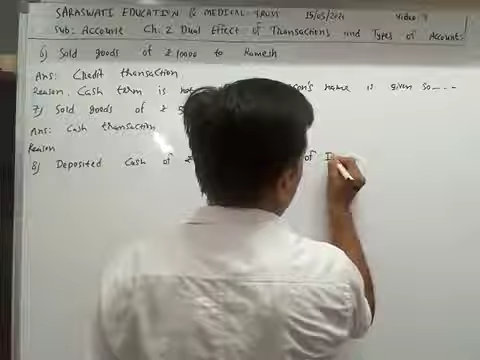 SARASWATI EDUCATION & MEDICAL TRUST 15/05/2021 Video
Sub: Account Ch: 2 Dual Effect of Transactions and Types of Account:
6) Sold goods of ₹ 10000 to Ramesh
Ans: Credit transaction
Reason: Cash term is not name is given so...
7) Sold goods of ₹
Ans: Cash transaction
Reason
8) Deposited Cash of ₹ of